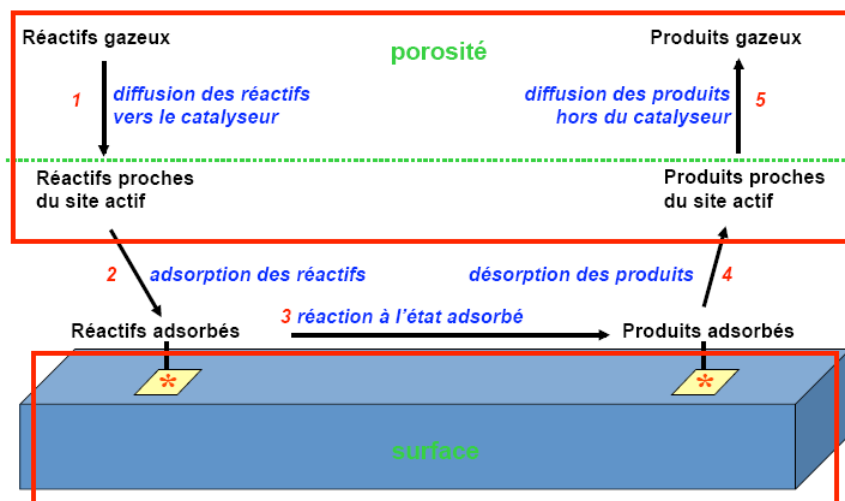 Réactifs gazeux
porosité
Produits gazeux
1
diffusion des réactifs
vers le catalyseur
diffusion des produits
hors du catalyseur
5
Réactifs proches
du site actif
Produits proches
du site actif
2
adsorption des réactifs
désorption des produits
4
Réactifs adsorbés
3 réaction à l'état adsorbé
Produits adsorbés
*
*
surface